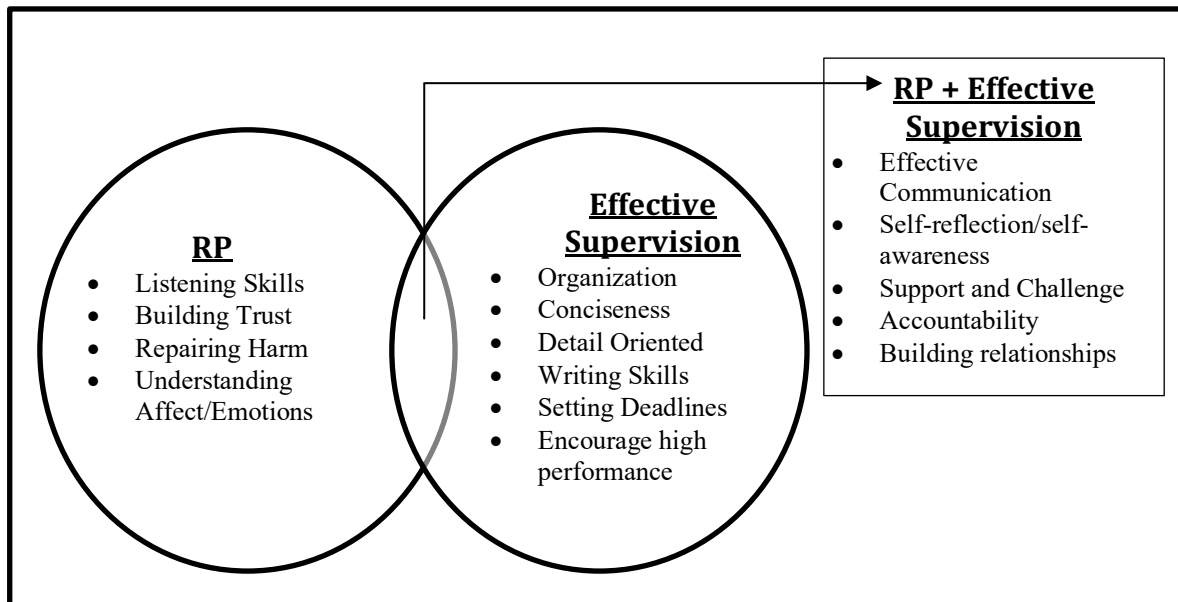 RP
• Listening Skills
• Building Trust
• Repairing Harm
• Understanding
Affect/Emotions
Effective
Supervision
• Organization
• Conciseness
• Detail Oriented
• Writing Skills
• Setting Deadlines
• Encourage high
performance
RP + Effective
Supervision
• Effective
Communication
• Self-reflection/self-
awareness
• Support and Challenge
• Accountability
• Building relationships